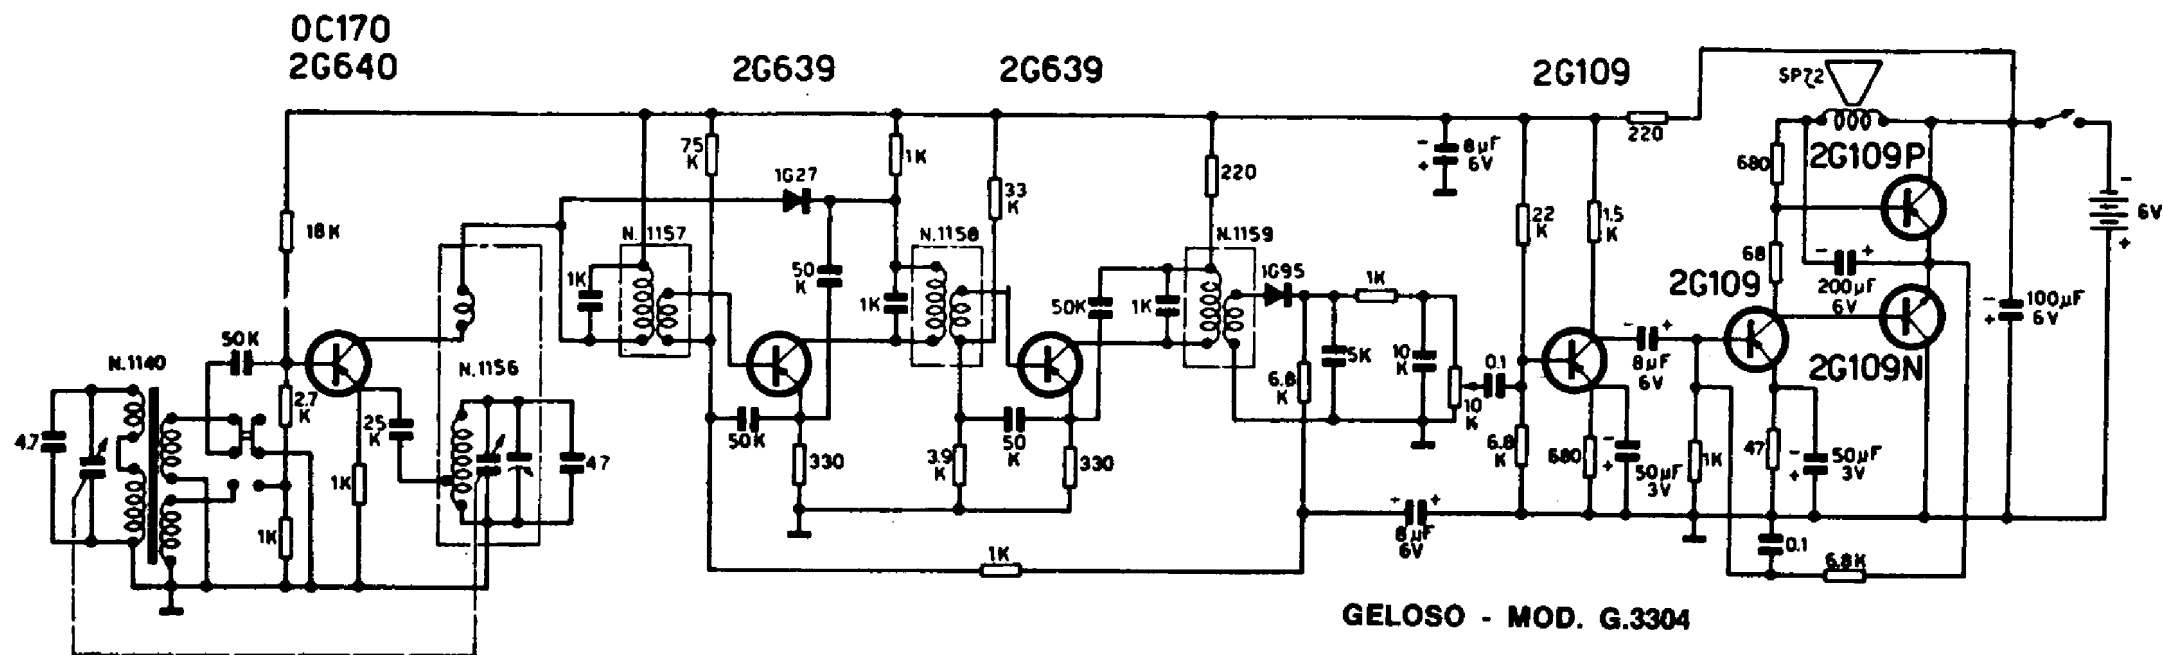 OC170
2G640
2G639
2G639
2G109
SP72
220
2G109P
6V
75
K
1G27
1K
33
K
220
8µF
6V
22
K
1.5
K
680
18K
N.1157
N.1158
N.1159
1K
50
K
1K
50K
1K
1G95
1K
68
2G109
200µF
6V
100µF
6V
50K
N.1140
N.1156
2.7
K
25
K
4.7
47
1K
1K
50K
330
3.9
K
50
K
330
5K
10
K
6.8
K
10
K
0.1
8µF
6V
2G109N
6.8
K
680
50µF
3V
1K
47
50µF
3V
8µF
6V
1K
0.1
6.8K
GELOSO - MOD. G.3304